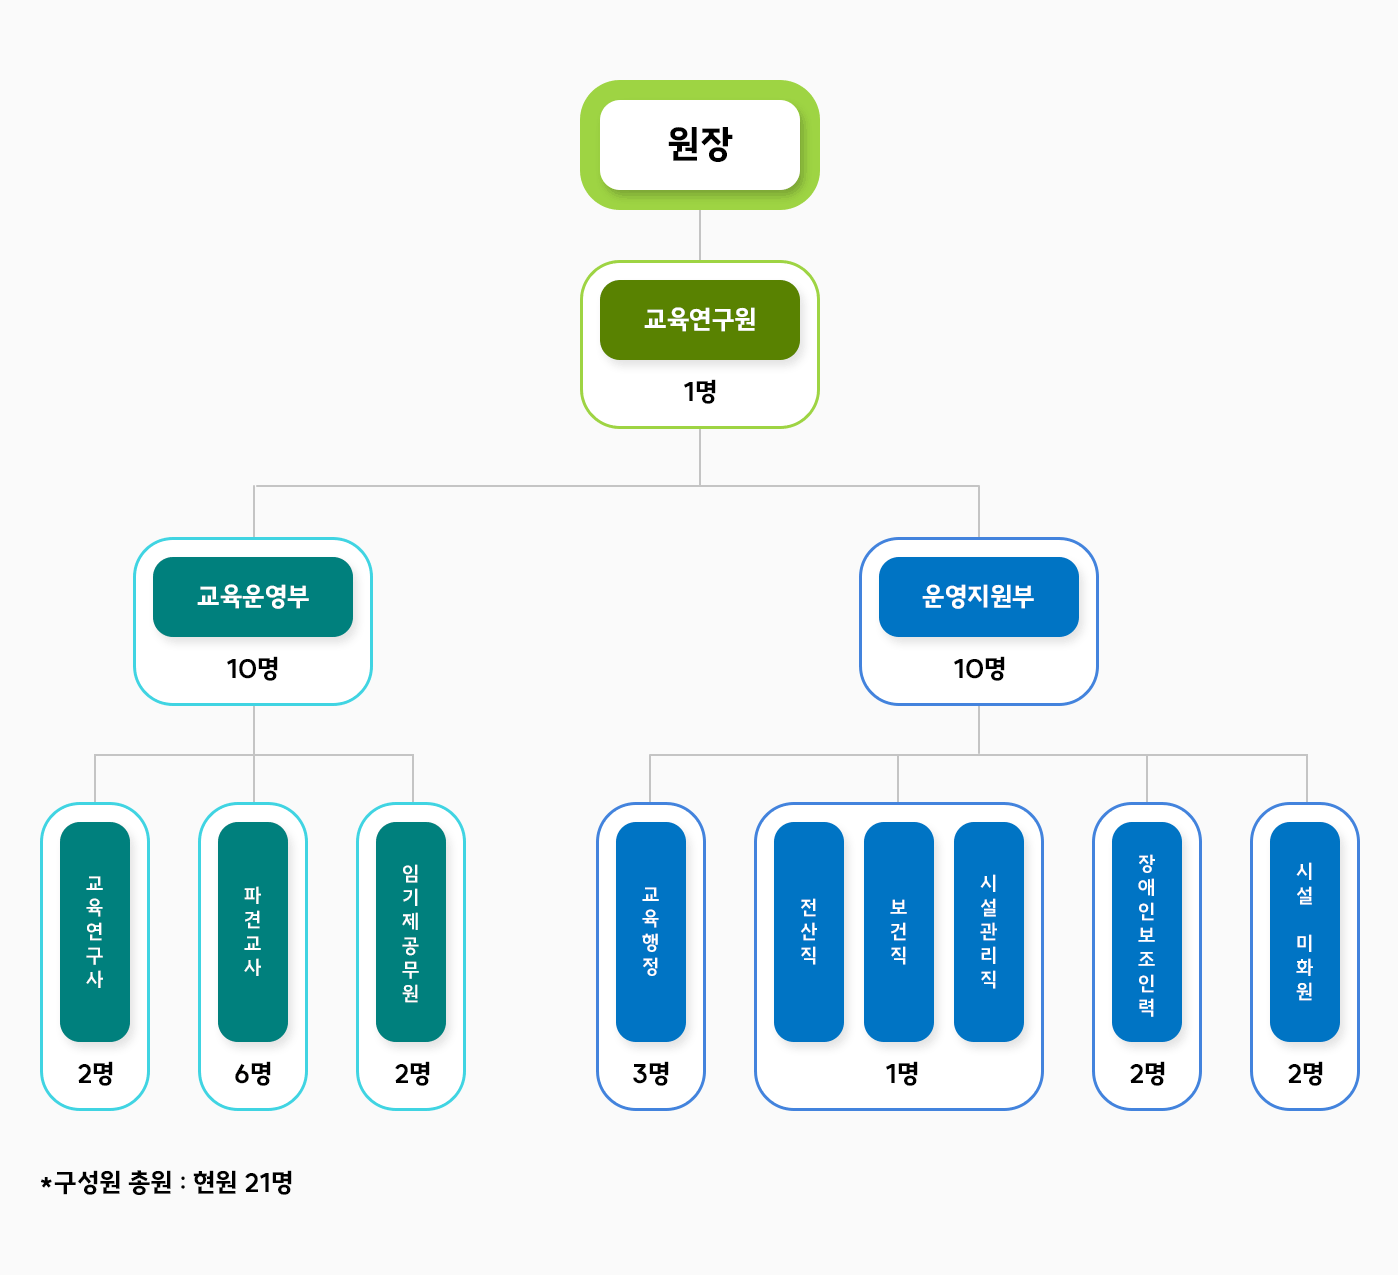 원장
교육연구원
1명
교육운영부
10명
운영지원부
10명
교육연구사
2명
파견교사
6명
임기제공무원
2명
교육행정
3명
전산직
보건직
시설관리직
1명
장애인보조인력
2명
시설 미화원
2명
*구성원 총원 : 현원 21명